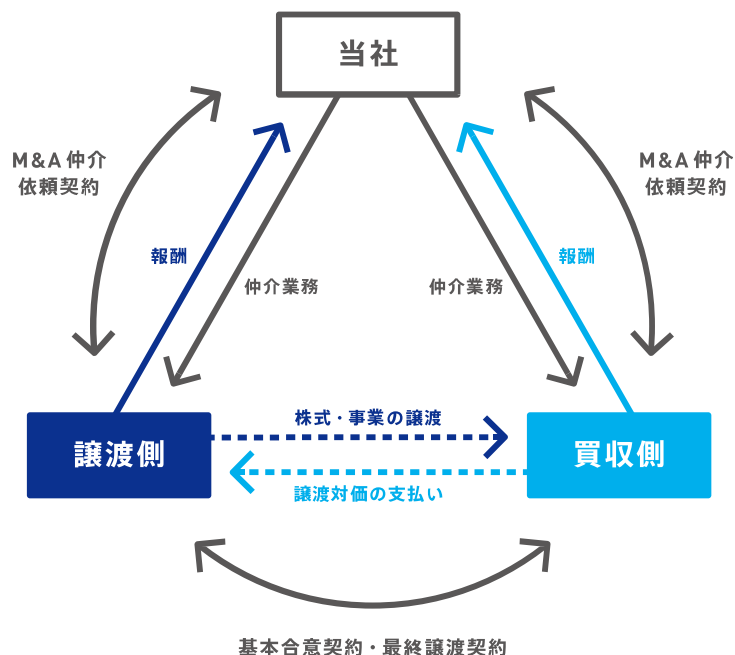 当社
M&A仲介
依頼契約
M&A仲介
依頼契約
報酬
報酬
仲介業務
仲介業務
株式・事業の譲渡
譲渡側
買収側
譲渡対価の支払い
基本合意契約・最終譲渡契約